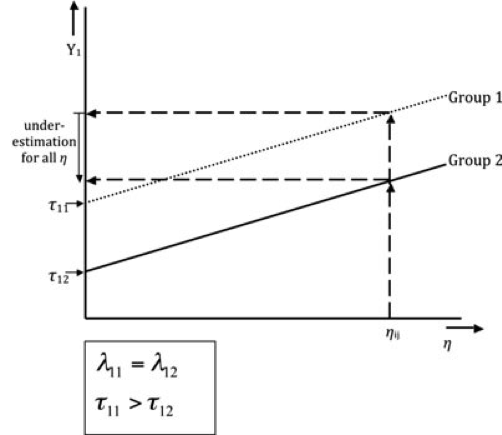 Y₁
Group 1
under-
estimation
for all η
Group 2
τ₁₁
τ₁₂
ηᵢⱼ
η
λ₁₁ = λ₁₂
τ₁₁ > τ₁₂